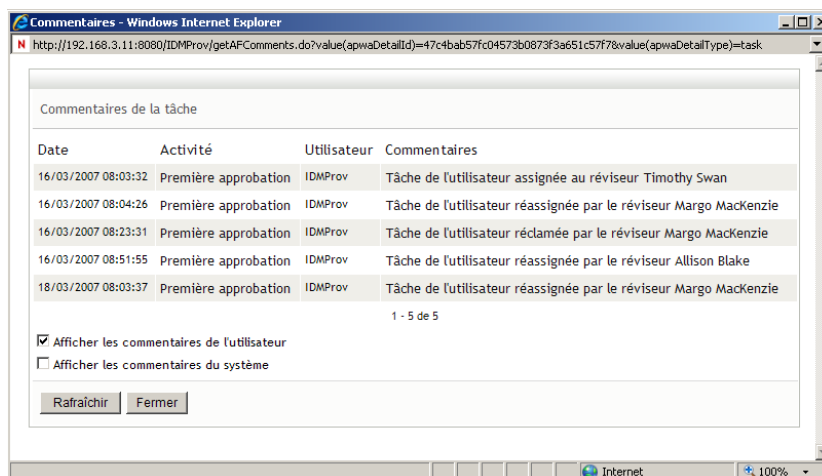 Commentaires - Windows Internet Explorer
N http://192.168.3.11:8080/IDMProv/getAFComments.do?value(apwaDetailId)=47c4bab57fc04573b0873f3a651c57f7&value(apwaDetailType)=task
Commentaires de la tâche
Date Activité Utilisateur Commentaires
16/03/2007 08:03:32 Première approbation IDMProv Tâche de l'utilisateur assignée au réviseur Timothy Swan
16/03/2007 08:04:26 Première approbation IDMProv Tâche de l'utilisateur réassignée par le réviseur Margo MacKenzie
16/03/2007 08:23:31 Première approbation IDMProv Tâche de l'utilisateur réclamée par le réviseur Margo MacKenzie
16/03/2007 08:51:55 Première approbation IDMProv Tâche de l'utilisateur réassignée par le réviseur Allison Blake
18/03/2007 08:03:37 Première approbation IDMProv Tâche de l'utilisateur réassignée par le réviseur Margo MacKenzie
1 - 5 de 5
Afficher les commentaires de l'utilisateur
Afficher les commentaires du système
Rafraîchir Fermer
Internet 100%